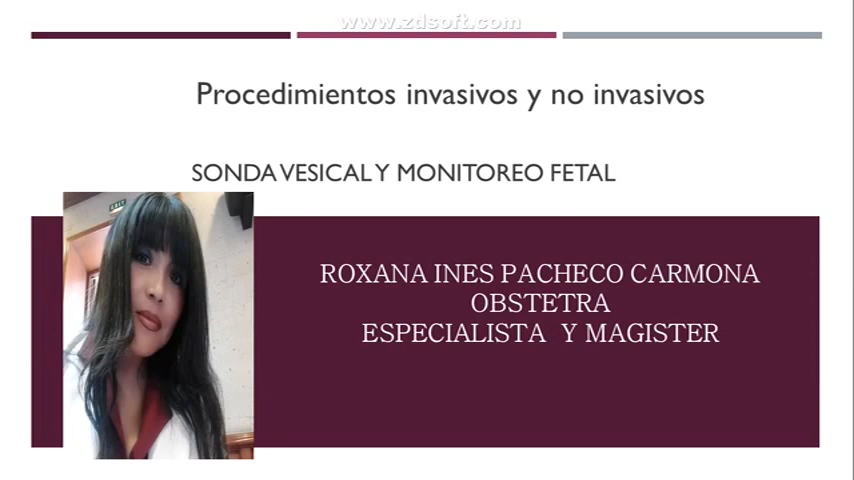 www.zdsoft.com
Procedimientos invasivos y no invasivos
SONDA VESICAL Y MONITOREO FETAL
ROXANA INES PACHECO CARMONA
OBSTETRA
ESPECIALISTA Y MAGISTER